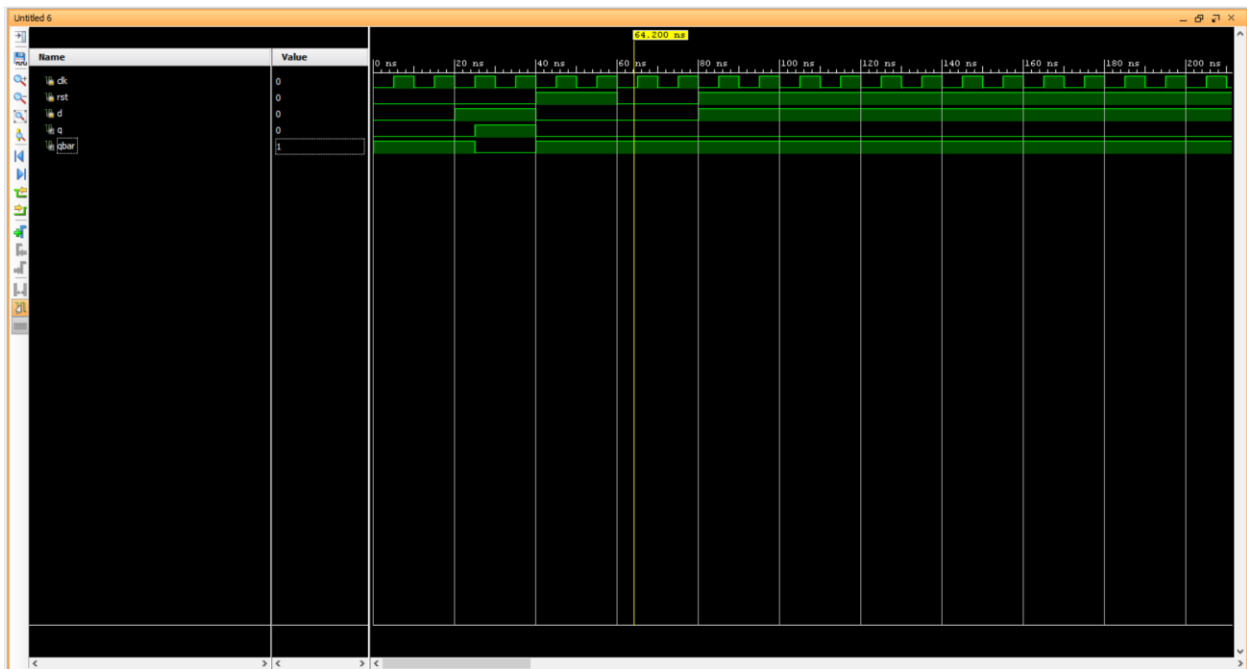 Untitled 6
64.200 ns
Name Value
0 ns 20 ns 40 ns 60 ns 80 ns 100 ns 120 ns 140 ns 160 ns 180 ns 200 ns
clk 0
rst 0
d 0
q 0
qbar 1